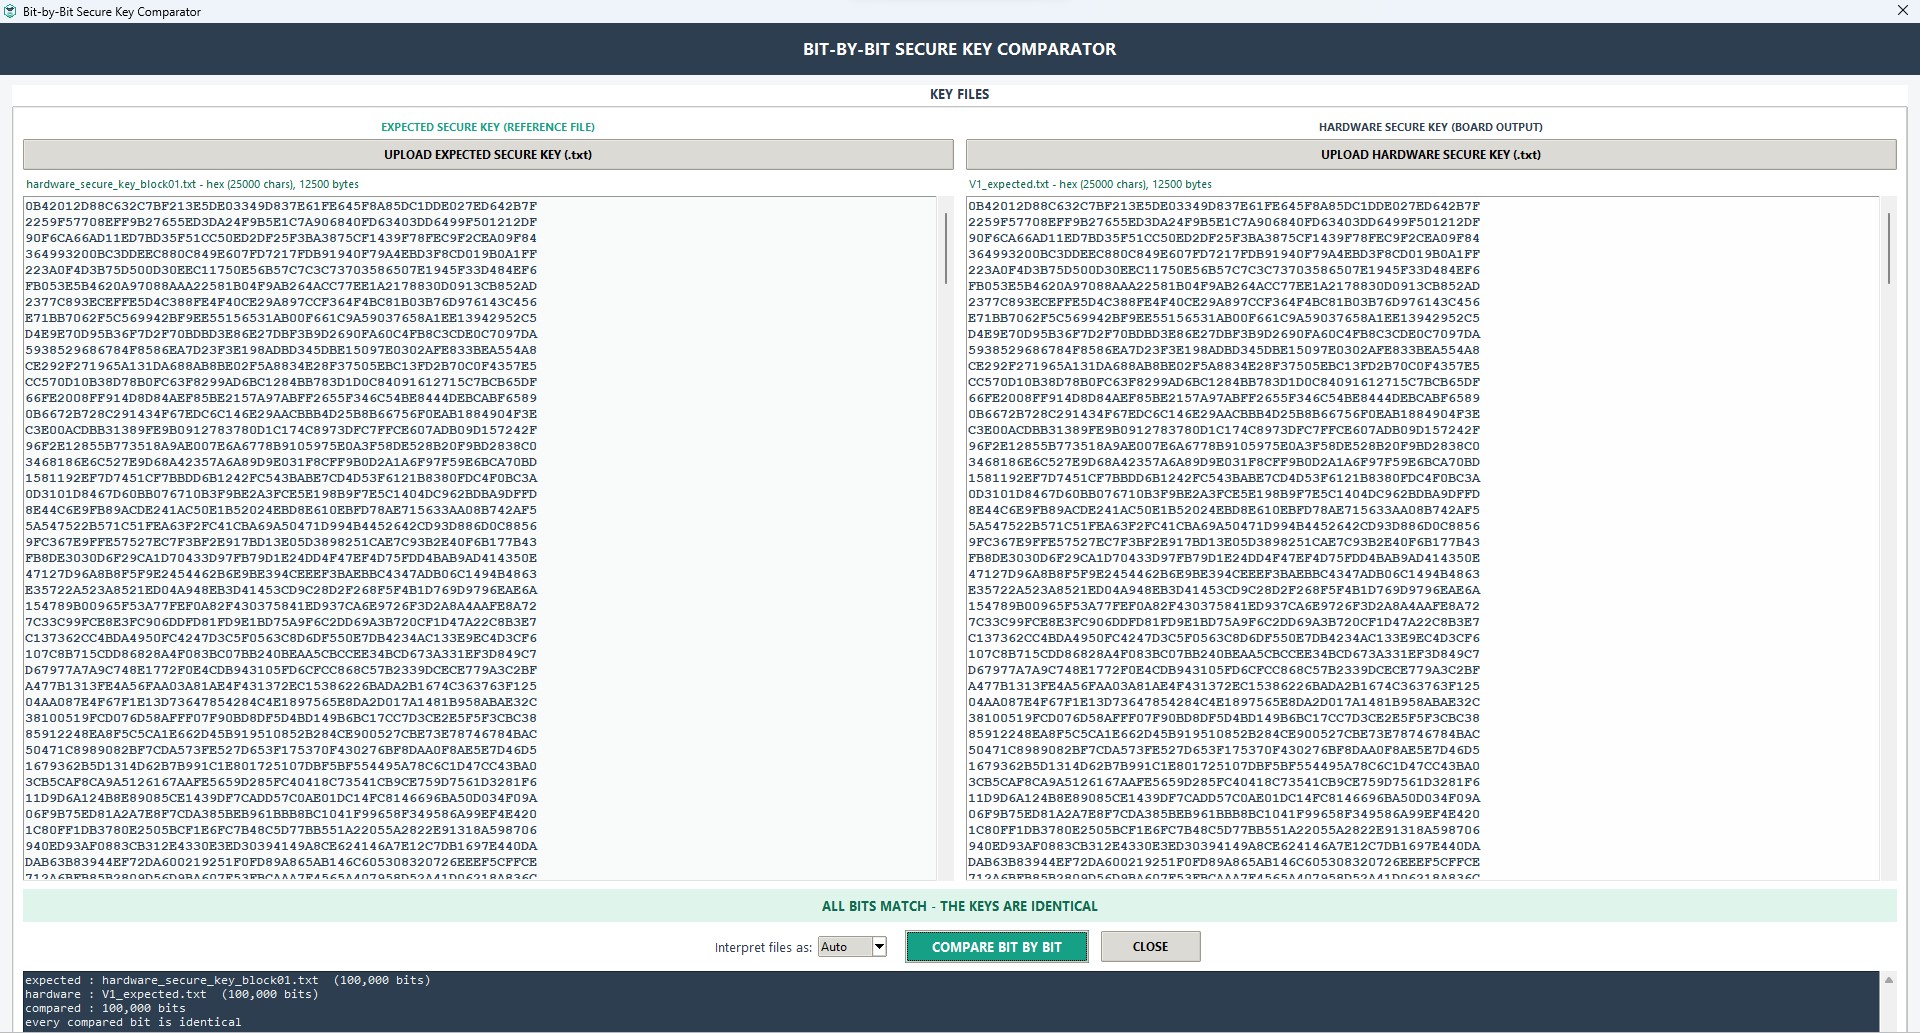 Bit-by-Bit Secure Key Comparator
BIT-BY-BIT SECURE KEY COMPARATOR
KEY FILES
EXPECTED SECURE KEY (REFERENCE FILE)
UPLOAD EXPECTED SECURE KEY (.txt)
hardware_secure_key_block01.txt - hex (25000 chars), 12500 bytes
0B42012D88C632C7BF213E5DE03349D837E61FE645F8A85DC1DDE027ED642B7F
2259F57708EFF9B27655ED3DA24F9B5E1C7A906840FD63403DD6499F501212DF
90F6CA66AD11ED7BD35F51CC50ED2DF25F3BA3875CF1439F78FEC9F2CEA09F84
364993200BC3DDEEC880C849E607FD7217FDB91940F79A4EBD3F8CD019B0A1FF
223A0F4D3B75D500D30EEC11750E56B57C7C3C73703586507E1945F33D484EF6
FB053E5B4620A97088AAA22581B04F9AB264ACC77EE1A2178830D0913CB852AD
2377C893ECEFFE5D4C388FE4F40CE29A897CCF364F4BC81B03B76D976143C456
E71BB7062F5C569942BF9EE55156531AB00F661C9A59037658A1EE13942952C5
D4E9E70D95B36F7D2F70BDBD3E86E27DBF3B9D2690FA60C4FB8C3CDE0C7097DA
5938529686784F8586EA7D23F3E198ADBD345DBE15097E0302AFE833BEA554A8
CE292F271965A131DA688AB8BE02F5A8834E28F37505EBC13FD2B70C0F4357E5
CC570D10B38D78B0FC63F8299AD6BC1284BB783D1D0C84091612715C7BCB65DF
66FE2008FF914D8D84AEF85BE2157A97ABFF2655F346C54BE8444DEBCABF6589
0B6672B728C291434F67EDC6C146E29AACBBB4D25B8B66756F0EAB1884904F3E
C3E00ACDBB31389FE9B0912783780D1C174C8973DFC7FFCE607ADB09D157242F
96F2E12855B773518A9AE007E6A6778B9105975E0A3F58DE528B20F9BD2838C0
3468186E6C527E9D68A42357A6A89D9E031F8CFF9B0D2A1A6F97F59E6BCA70BD
1581192EF7D7451CF7BBDD6B1242FC543BABE7CD4D53F6121B8380FDC4F0BC3A
0D3101D8467D60BB076710B3F9BE2A3FCE5E198B9F7E5C1404DC962BDBA9DFFD
8E44C6E9FB89ACDE241AC50E1B52024EBD8E610EBFD78AE715633AA08B742AF5
5A547522B571C51FEA63F2FC41CBA69A50471D994B4452642CD93D886D0C8856
9FC367E9FFE57527EC7F3BF2E917BD13E05D3898251CAE7C93B2E40F6B177B43
FB8DE3030D6F29CA1D70433D97FB79D1E24DD4F47EF4D75FDD4BAB9AD414350E
47127D96A8B8F5F9E2454462B6E9BE394CEEEF3BAEBBC4347ADB06C1494B4863
E35722A523A8521ED04A948EB3D41453CD9C28D2F268F5F4B1D769D9796EAE6A
154789B00965F53A77FEF0A82F430375841ED937CA6E9726F3D2A8A4AAFE8A72
7C33C99FCE8E3FC906DDFD81FD9E1BD75A9F6C2DD69A3B720CF1D47A22C8B3E7
C137362CC4BDA4950FC4247D3C5F0563C8D6DF550E7DB4234AC133E9EC4D3CF6
107C8B715CDD86828A4F083BC07BB240BEAA5CBCCEE34BCD673A331EF3D849C7
D67977A7A9C748E1772F0E4CDB943105FD6CFCC868C57B2339DCECE779A3C2BF
A477B1313FE4A56FAA03A81AE4F431372EC15386226BADA2B1674C363763F125
04AA087E4F67F1E13D73647854284C4E1897565E8DA2D017A1481B958ABAE32C
38100519FCD076D58AFFF07F90BD8DF5D4BD149B6BC17CC7D3CE2E5F5F3CBC38
85912248EA8F5C5CA1E662D45B919510852B284CE900527CBE73E78746784BAC
50471C8989082BF7CDA573FE527D653F175370F430276BF8DAA0F8AE5E7D46D5
1679362B5D1314D62B7B991C1E801725107DBF5BF554495A78C6C1D47CC43BA0
3CB5CAF8CA9A5126167AAFE5659D285FC40418C73541CB9CE759D7561D3281F6
11D9D6A124B8E89085CE1439DF7CADD57C0AE01DC14FC8146696BA50D034F09A
06F9B75ED81A2A7E8F7CDA385BEB961BBB8BC1041F99658F349586A99EF4E420
1C80FF1DB3780E2505BCF1E6FC7B48C5D77BB551A22055A2822E91318A598706
940ED93AF0883CB312E4330E3ED30394149A8CE624146A7E12C7DB1697E440DA
DAB63B83944EF72DA600219251F0FD89A865AB146C605308320726EEEF5CFFCE
HARDWARE SECURE KEY (BOARD OUTPUT)
UPLOAD HARDWARE SECURE KEY (.txt)
V1_expected.txt - hex (25000 chars), 12500 bytes
0B42012D88C632C7BF213E5DE03349D837E61FE645F8A85DC1DDE027ED642B7F
2259F57708EFF9B27655ED3DA24F9B5E1C7A906840FD63403DD6499F501212DF
90F6CA66AD11ED7BD35F51CC50ED2DF25F3BA3875CF1439F78FEC9F2CEA09F84
364993200BC3DDEEC880C849E607FD7217FDB91940F79A4EBD3F8CD019B0A1FF
223A0F4D3B75D500D30EEC11750E56B57C7C3C73703586507E1945F33D484EF6
FB053E5B4620A97088AAA22581B04F9AB264ACC77EE1A2178830D0913CB852AD
2377C893ECEFFE5D4C388FE4F40CE29A897CCF364F4BC81B03B76D976143C456
E71BB7062F5C569942BF9EE55156531AB00F661C9A59037658A1EE13942952C5
D4E9E70D95B36F7D2F70BDBD3E86E27DBF3B9D2690FA60C4FB8C3CDE0C7097DA
5938529686784F8586EA7D23F3E198ADBD345DBE15097E0302AFE833BEA554A8
CE292F271965A131DA688AB8BE02F5A8834E28F37505EBC13FD2B70C0F4357E5
CC570D10B38D78B0FC63F8299AD6BC1284BB783D1D0C84091612715C7BCB65DF
66FE2008FF914D8D84AEF85BE2157A97ABFF2655F346C54BE8444DEBCABF6589
0B6672B728C291434F67EDC6C146E29AACBBB4D25B8B66756F0EAB1884904F3E
C3E00ACDBB31389FE9B0912783780D1C174C8973DFC7FFCE607ADB09D157242F
96F2E12855B773518A9AE007E6A6778B9105975E0A3F58DE528B20F9BD2838C0
3468186E6C527E9D68A42357A6A89D9E031F8CFF9B0D2A1A6F97F59E6BCA70BD
1581192EF7D7451CF7BBDD6B1242FC543BABE7CD4D53F6121B8380FDC4F0BC3A
0D3101D8467D60BB076710B3F9BE2A3FCE5E198B9F7E5C1404DC962BDBA9DFFD
8E44C6E9FB89ACDE241AC50E1B52024EBD8E610EBFD78AE715633AA08B742AF5
5A547522B571C51FEA63F2FC41CBA69A50471D994B4452642CD93D886D0C8856
9FC367E9FFE57527EC7F3BF2E917BD13E05D3898251CAE7C93B2E40F6B177B43
FB8DE3030D6F29CA1D70433D97FB79D1E24DD4F47EF4D75FDD4BAB9AD414350E
47127D96A8B8F5F9E2454462B6E9BE394CEEEF3BAEBBC4347ADB06C1494B4863
E35722A523A8521ED04A948EB3D41453CD9C28D2F268F5F4B1D769D9796EAE6A
154789B00965F53A77FEF0A82F430375841ED937CA6E9726F3D2A8A4AAFE8A72
7C33C99FCE8E3FC906DDFD81FD9E1BD75A9F6C2DD69A3B720CF1D47A22C8B3E7
C137362CC4BDA4950FC4247D3C5F0563C8D6DF550E7DB4234AC133E9EC4D3CF6
107C8B715CDD86828A4F083BC07BB240BEAA5CBCCEE34BCD673A331EF3D849C7
D67977A7A9C748E1772F0E4CDB943105FD6CFCC868C57B2339DCECE779A3C2BF
A477B1313FE4A56FAA03A81AE4F431372EC15386226BADA2B1674C363763F125
04AA087E4F67F1E13D73647854284C4E1897565E8DA2D017A1481B958ABAE32C
38100519FCD076D58AFFF07F90BD8DF5D4BD149B6BC17CC7D3CE2E5F5F3CBC38
85912248EA8F5C5CA1E662D45B919510852B284CE900527CBE73E78746784BAC
50471C8989082BF7CDA573FE527D653F175370F430276BF8DAA0F8AE5E7D46D5
1679362B5D1314D62B7B991C1E801725107DBF5BF554495A78C6C1D47CC43BA0
3CB5CAF8CA9A5126167AAFE5659D285FC40418C73541CB9CE759D7561D3281F6
11D9D6A124B8E89085CE1439DF7CADD57C0AE01DC14FC8146696BA50D034F09A
06F9B75ED81A2A7E8F7CDA385BEB961BBB8BC1041F99658F349586A99EF4E420
1C80FF1DB3780E2505BCF1E6FC7B48C5D77BB551A22055A2822E91318A598706
940ED93AF0883CB312E4330E3ED30394149A8CE624146A7E12C7DB1697E440DA
DAB63B83944EF72DA600219251F0FD89A865AB146C605308320726EEEF5CFFCE
ALL BITS MATCH - THE KEYS ARE IDENTICAL
Interpret files as: Auto
COMPARE BIT BY BIT
CLOSE
expected : hardware_secure_key_block01.txt (100,000 bits)
hardware : V1_expected.txt (100,000 bits)
compared : 100,000 bits
every compared bit is identical